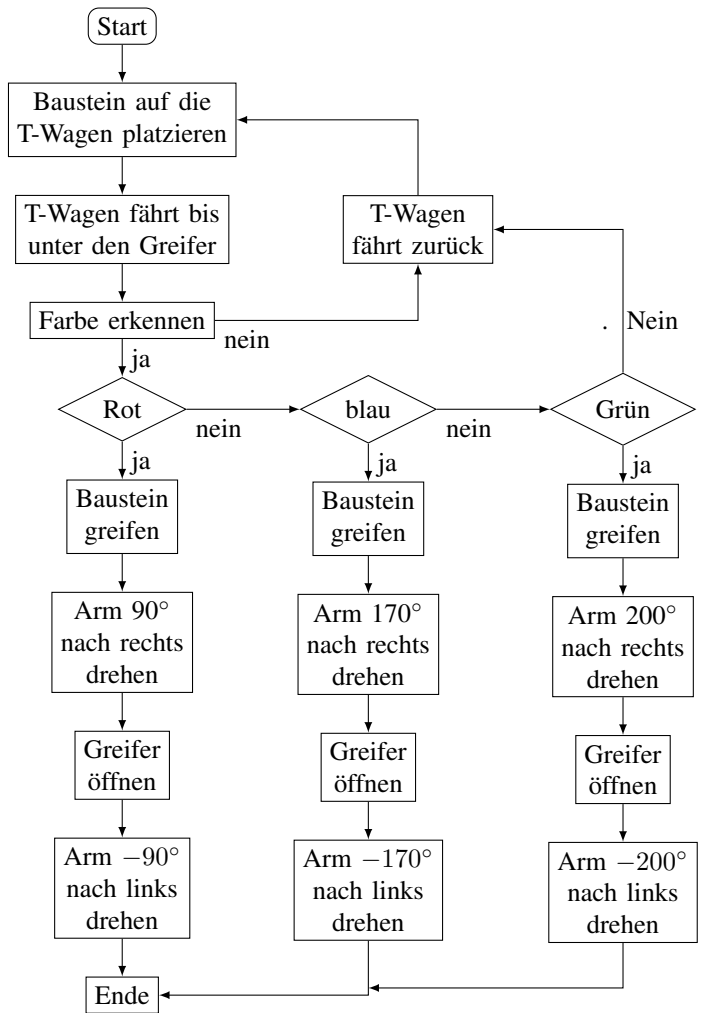 Start
Baustein auf die
T-Wagen platzieren
T-Wagen fährt bis
unter den Greifer
T-Wagen
fährt zurück
Farbe erkennen
nein
. Nein
ja
Rot
nein
blau
nein
Grün
ja
ja
ja
Baustein
greifen
Baustein
greifen
Baustein
greifen
Arm 90°
nach rechts
drehen
Arm 170°
nach rechts
drehen
Arm 200°
nach rechts
drehen
Greifer
öffnen
Greifer
öffnen
Greifer
öffnen
Arm −90°
nach links
drehen
Arm −170°
nach links
drehen
Arm −200°
nach links
drehen
Ende